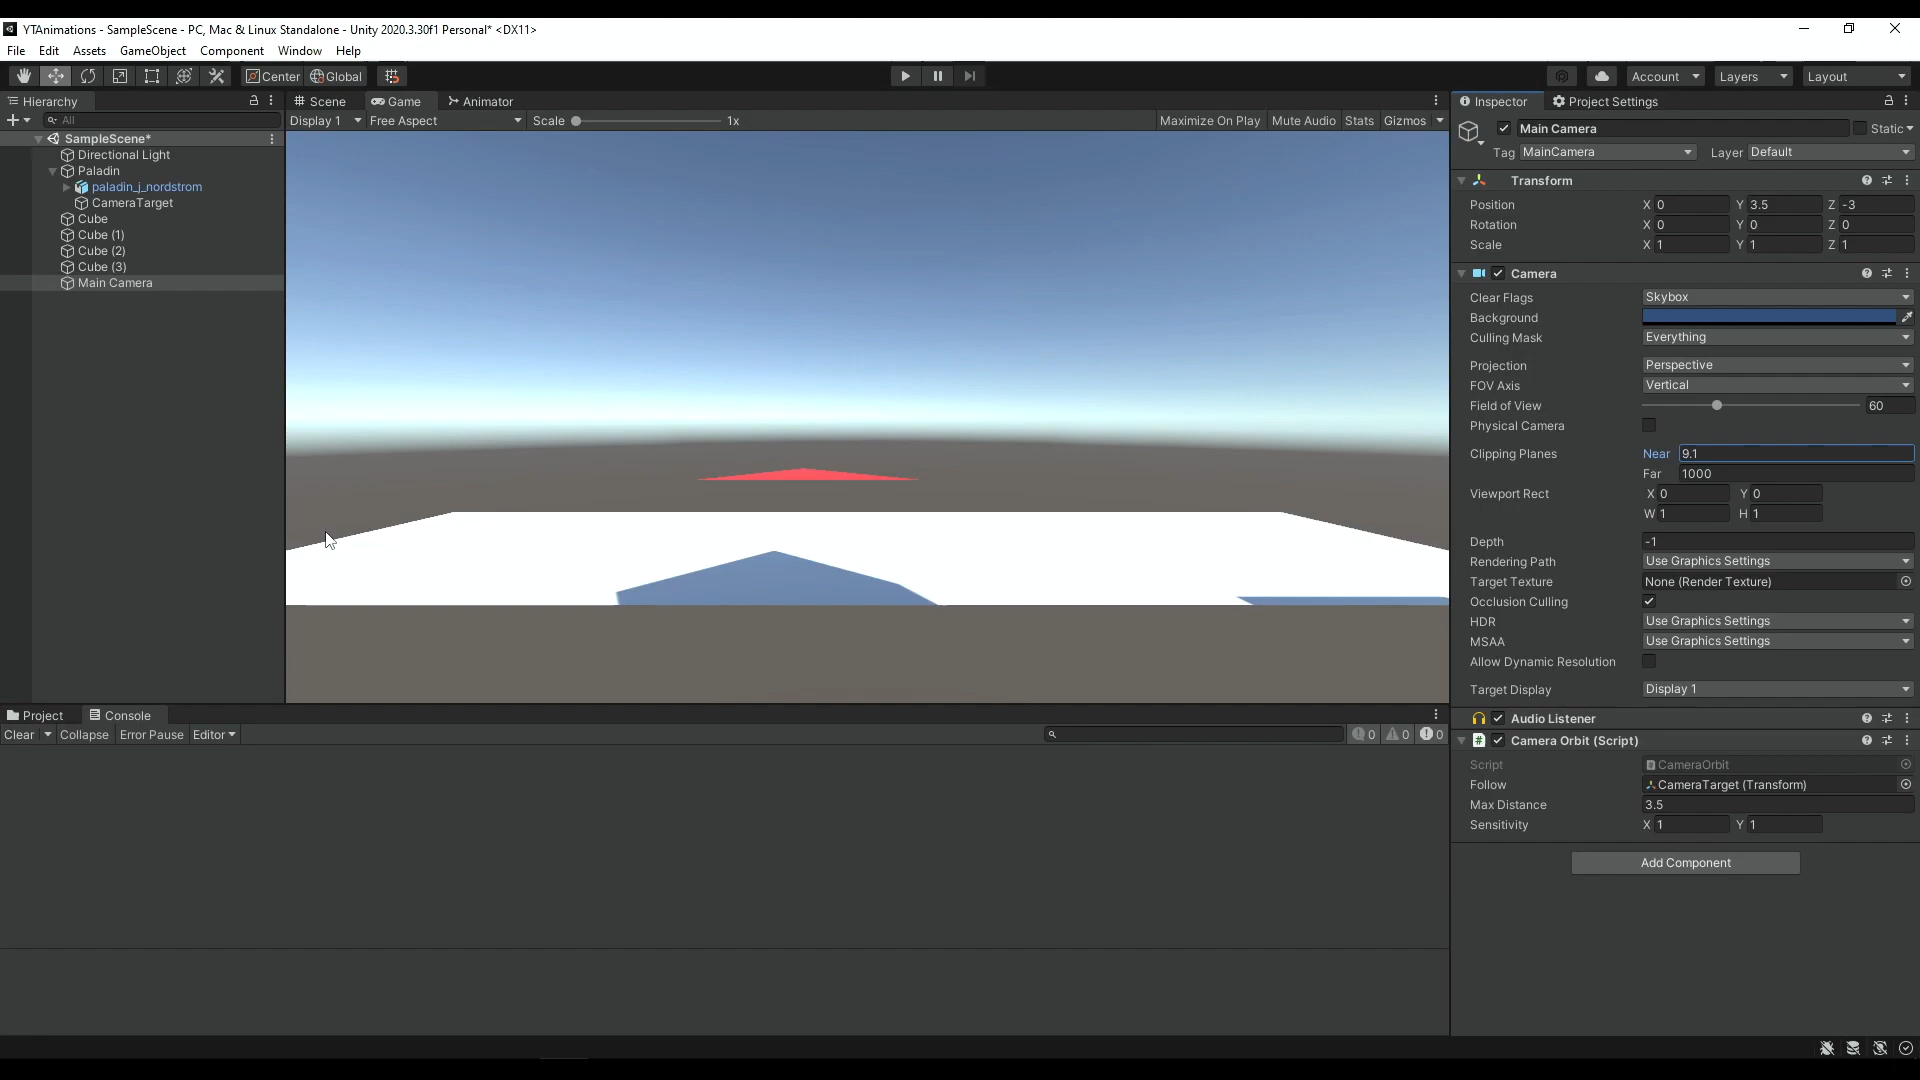 YTAnimations - SampleScene - PC, Mac & Linux Standalone - Unity 2020.3.30f1 Personal* <DX11>
File Edit Assets GameObject Component Window Help
Center Global Account Layers Layout
Hierarchy
All
SampleScene*
Directional Light
Paladin
paladin_j_nordstrom
CameraTarget
Cube
Cube (1)
Cube (2)
Cube (3)
Main Camera
Scene Game Animator
Display 1 Free Aspect Scale 1x Maximize On Play Mute Audio Stats Gizmos
Inspector Project Settings
Main Camera Static
Tag MainCamera Layer Default
Transform
Position X 0 Y 3.5 Z -3
Rotation X 0 Y 0 Z 0
Scale X 1 Y 1 Z 1
Camera
Clear Flags Skybox
Background
Culling Mask Everything
Projection Perspective
FOV Axis Vertical
Field of View 60
Physical Camera
Clipping Planes Near 9.1
Far 1000
Viewport Rect X 0 Y 0
W 1 H 1
Depth -1
Rendering Path Use Graphics Settings
Target Texture None (Render Texture)
Occlusion Culling
HDR Use Graphics Settings
MSAA Use Graphics Settings
Allow Dynamic Resolution
Target Display Display 1
Audio Listener
Camera Orbit (Script)
Script CameraOrbit
Follow CameraTarget (Transform)
Max Distance 3.5
Sensitivity X 1 Y 1
Add Component
Project Console
Clear Collapse Error Pause Editor 0 0 0